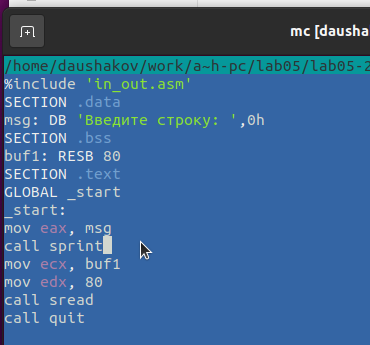 mc [dausha
/home/daushakov/work/a-h-pc/lab05/lab05-2
%include 'in_out.asm'
SECTION .data
msg: DB 'Введите строку: ',0h
SECTION .bss
buf1: RESB 80
SECTION .text
GLOBAL _start
_start:
mov eax, msg
call sprint
mov ecx, buf1
mov edx, 80
call sread
call quit